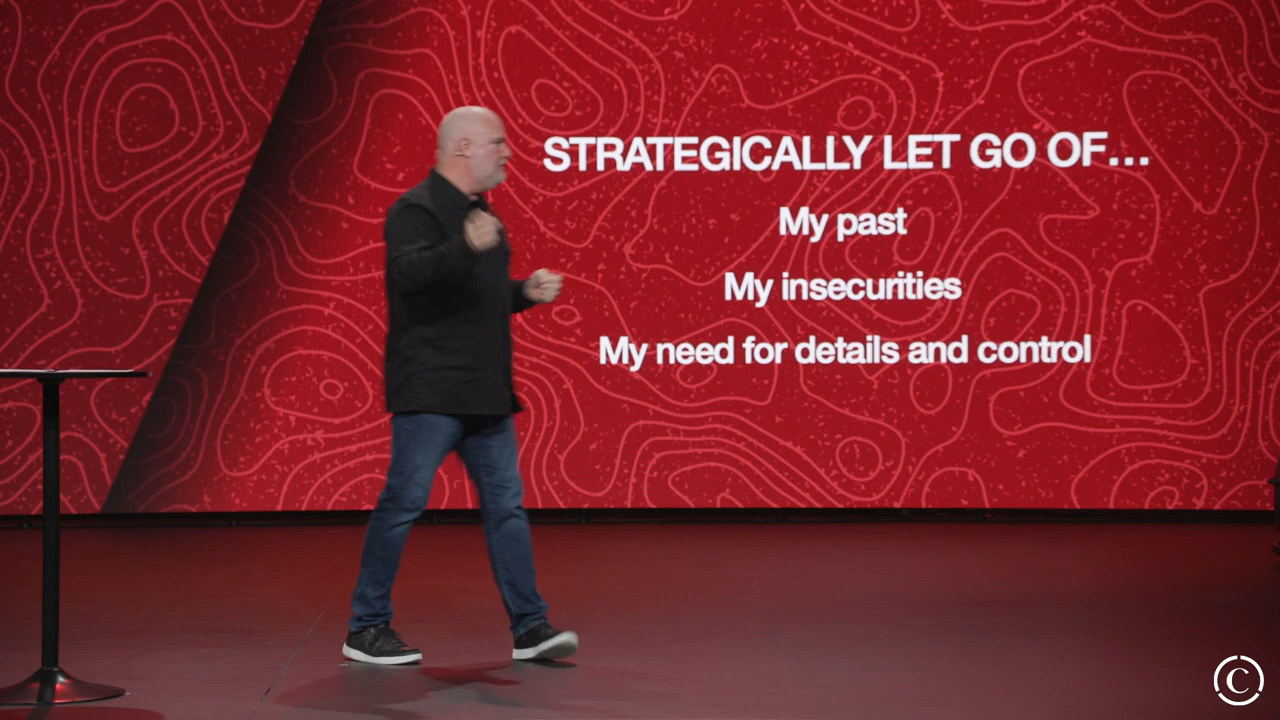 STRATEGICALLY LET GO OF...
My past
My insecurities
My need for details and control
C